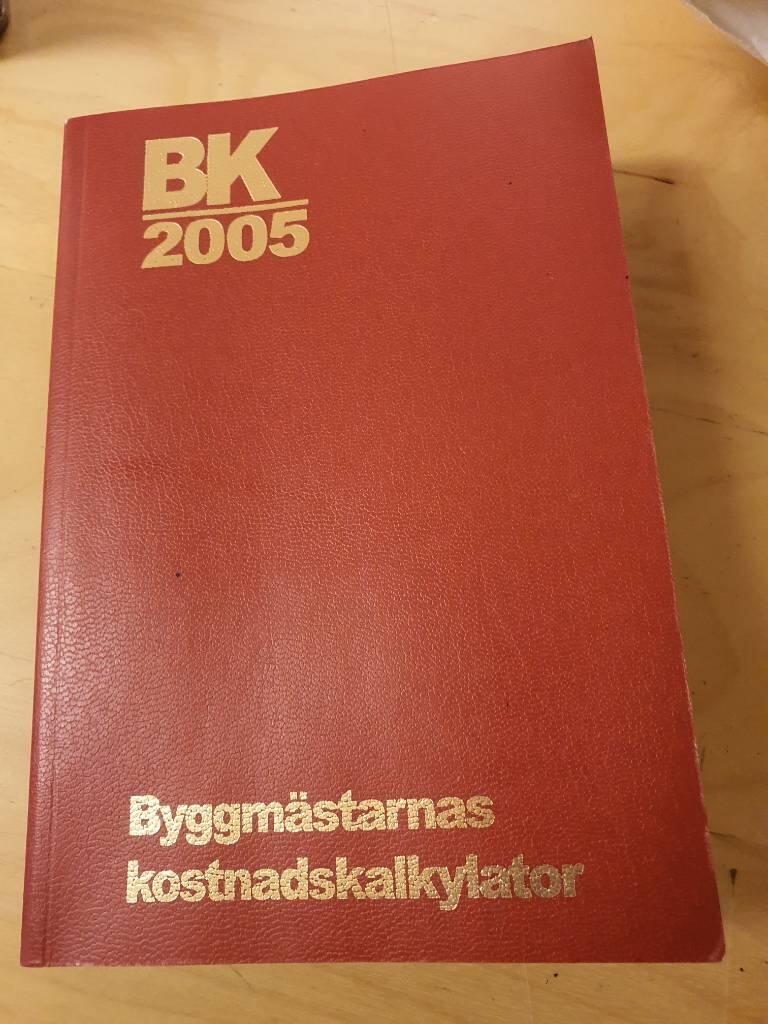 BK
2005
Byggmästarnas
kostnadskalkylator